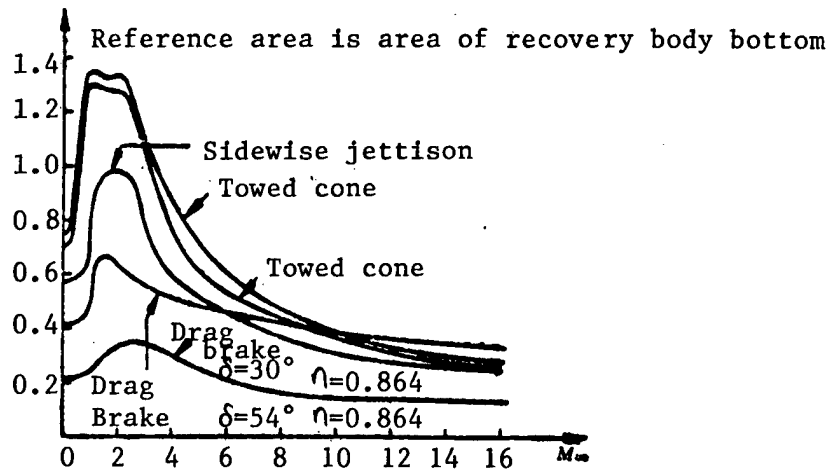 Reference area is area of recovery body bottom
1.4
1.2
1.0
0.8
0.6
0.4
0.2
Sidewise jettison
Towed cone
Towed cone
Drag
brake
δ=30° η=0.864
Drag
Brake δ=54° η=0.864
0 2 4 6 8 10 12 14 16 M∞